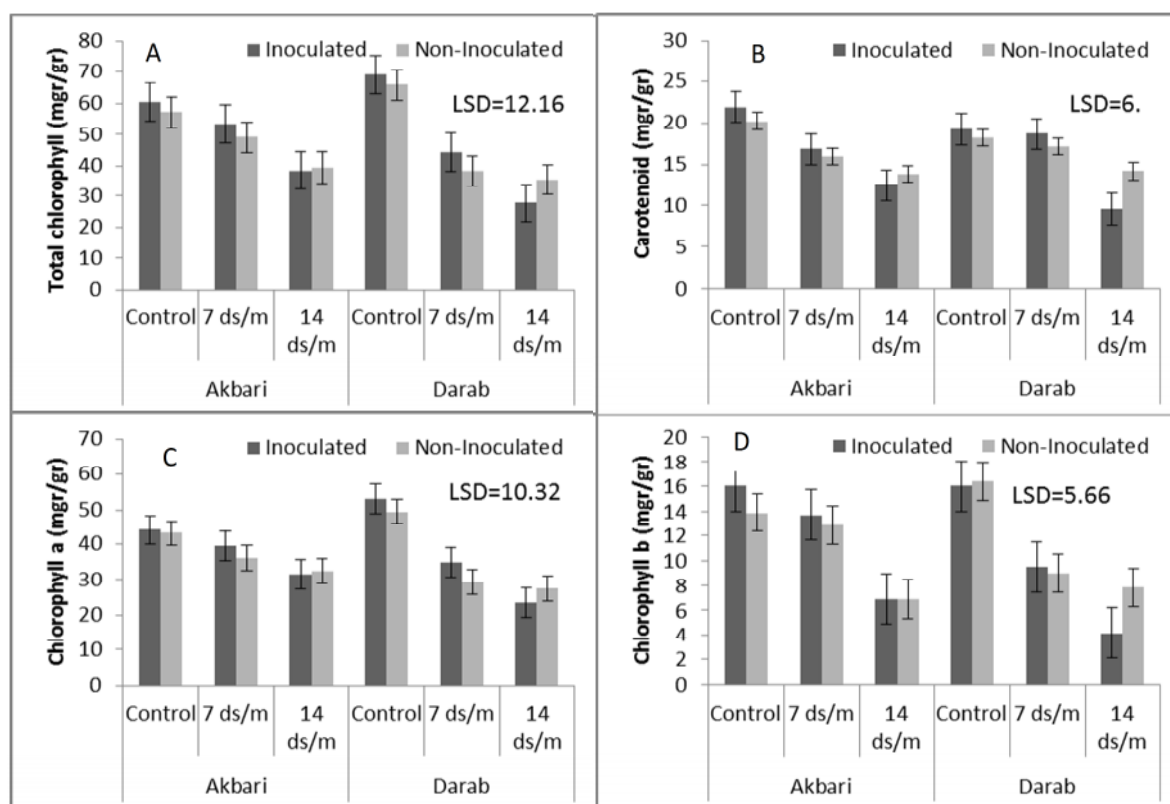 A
Inoculated Non-Inoculated
LSD=12.16
Total chlorophyll (mgr/gr)
80
70
60
50
40
30
20
10
0
Control 7 ds/m 14 ds/m Control 7 ds/m 14 ds/m
Akbari Darab
B
Inoculated Non-Inoculated
LSD=6.
Carotenoid (mgr/gr)
30
25
20
15
10
5
0
Control 7 ds/m 14 ds/m Control 7 ds/m 14 ds/m
Akbari Darab
C
Inoculated Non-Inoculated
LSD=10.32
Chlorophyll a (mgr/gr)
70
60
50
40
30
20
10
0
Control 7 ds/m 14 ds/m Control 7 ds/m 14 ds/m
Akbari Darab
D
Inoculated Non-Inoculated
LSD=5.66
Chlorophyll b (mgr/gr)
20
18
16
14
12
10
8
6
4
2
0
Control 7 ds/m 14 ds/m Control 7 ds/m 14 ds/m
Akbari Darab